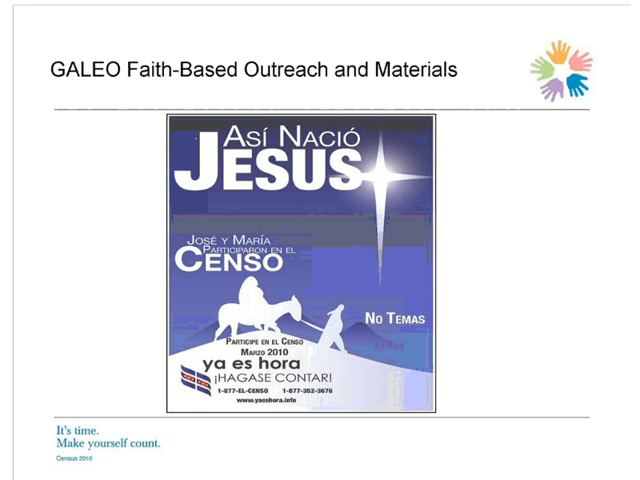 GALEO Faith-Based Outreach and Materials
ASÍ NACIÓ
JESUS
JOSÉ Y MARÍA
PARTICIPARON EN EL
CENSO
NO TEMAS
PARTICIPE EN EL CENSO
MARZO 2010
ya es hora
¡HAGASE CONTAR!
1-877-EL-CENSO 1-877-352-3676
www.yaeshora.info
It's time.
Make yourself count.
Census 2010